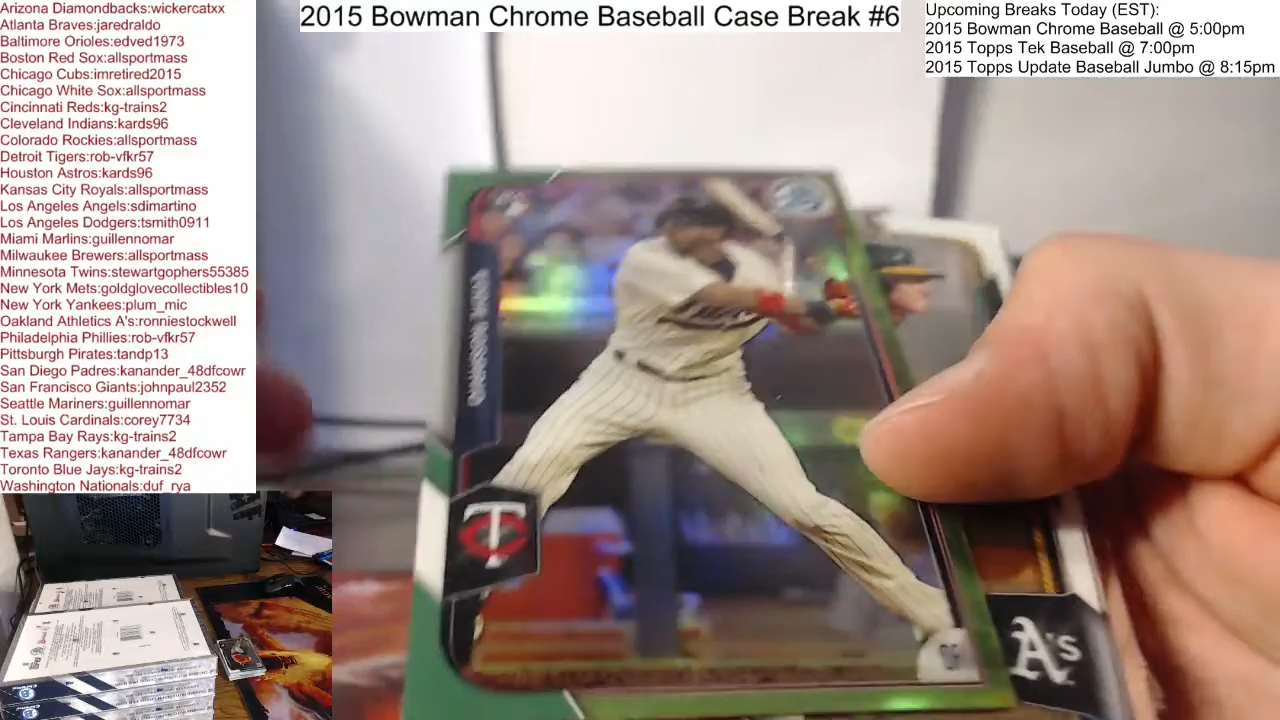 Arizona Diamondbacks:wickercatxx
Atlanta Braves:jaredraldo
Baltimore Orioles:edved1973
Boston Red Sox:allsportmass
Chicago Cubs:imretired2015
Chicago White Sox:allsportmass
Cincinnati Reds:kg-trains2
Cleveland Indians:kards96
Colorado Rockies:allsportmass
Detroit Tigers:rob-vfkr57
Houston Astros:kards96
Kansas City Royals:allsportmass
Los Angeles Angels:sdimartino
Los Angeles Dodgers:tsmith0911
Miami Marlins:guillennomar
Milwaukee Brewers:allsportmass
Minnesota Twins:stewartgophers55385
New York Mets:goldglovecollectibles10
New York Yankees:plum_mic
Oakland Athletics A's:ronniestockwell
Philadelphia Phillies:rob-vfkr57
Pittsburgh Pirates:tandp13
San Diego Padres:kanander_48dfcowr
San Francisco Giants:johnpaul2352
Seattle Mariners:guillennomar
St. Louis Cardinals:corey7734
Tampa Bay Rays:kg-trains2
Texas Rangers:kanander_48dfcowr
Toronto Blue Jays:kg-trains2
Washington Nationals:duf_rya
2015 Bowman Chrome Baseball Case Break #6
Upcoming Breaks Today (EST):
2015 Bowman Chrome Baseball @ 5:00pm
2015 Topps Tek Baseball @ 7:00pm
2015 Topps Update Baseball Jumbo @ 8:15pm
TC
A's